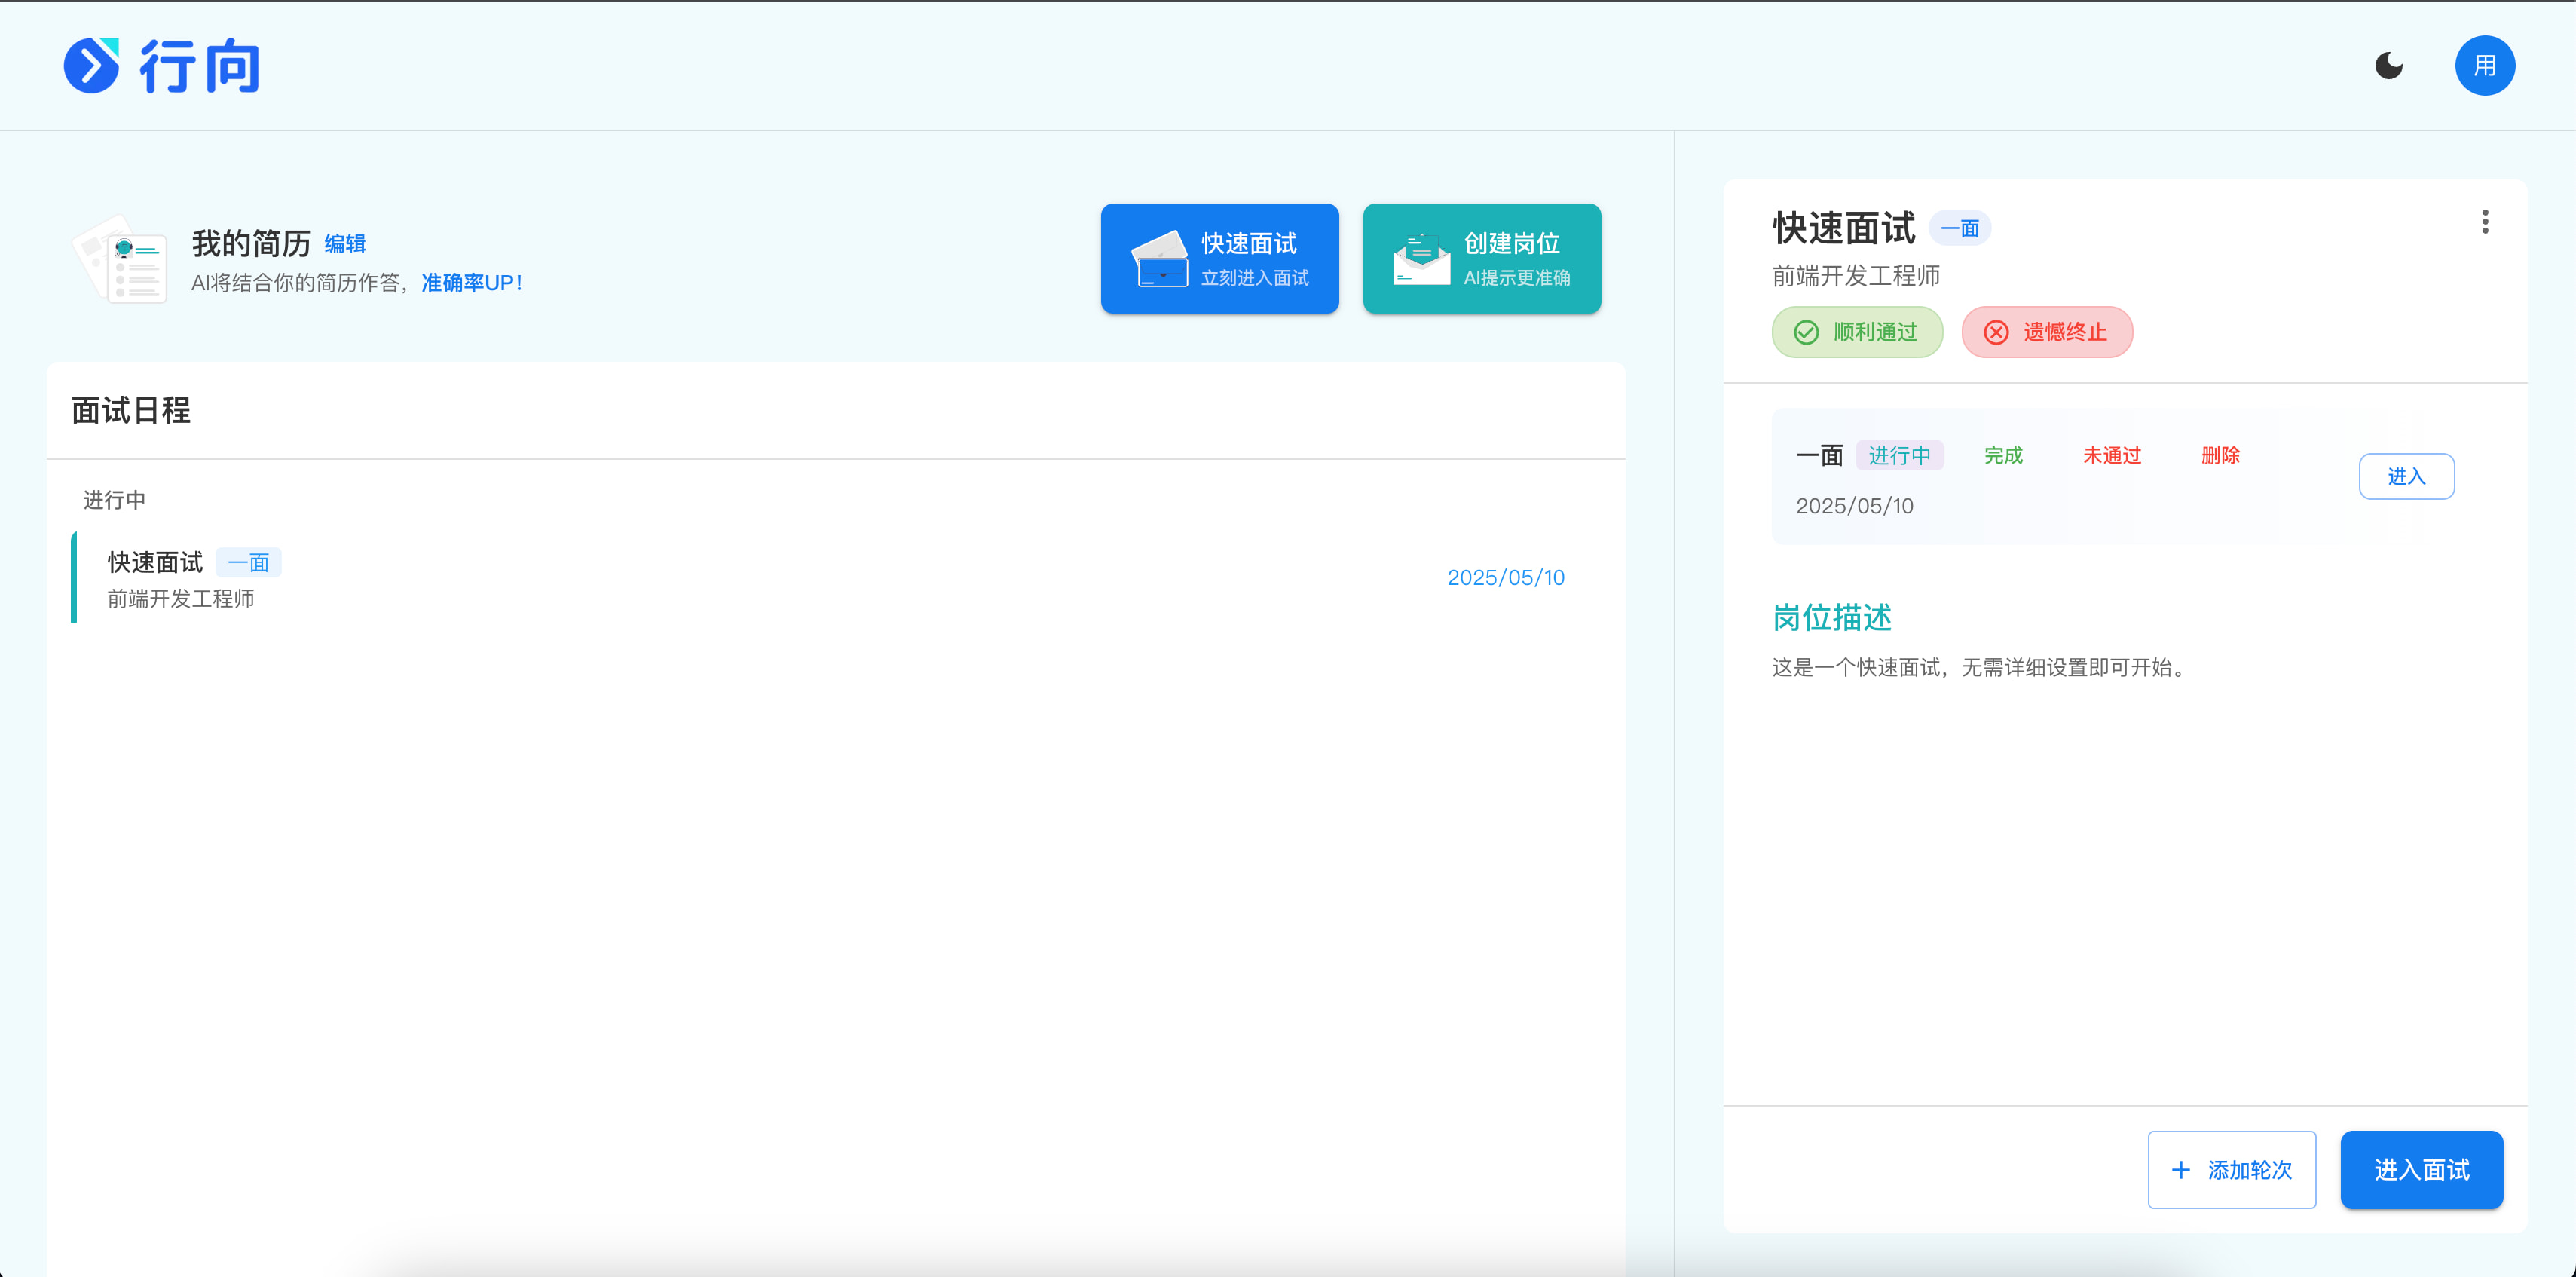 行向
用
我的简历 编辑
AI将结合你的简历作答，准确率UP！
快速面试
立刻进入面试
创建岗位
AI提示更准确
面试日程
进行中
快速面试 一面
前端开发工程师
2025/05/10
快速面试 一面
前端开发工程师
顺利通过 遗憾终止
一面 进行中 完成 未通过 删除
2025/05/10
进入
岗位描述
这是一个快速面试，无需详细设置即可开始。
添加轮次 进入面试